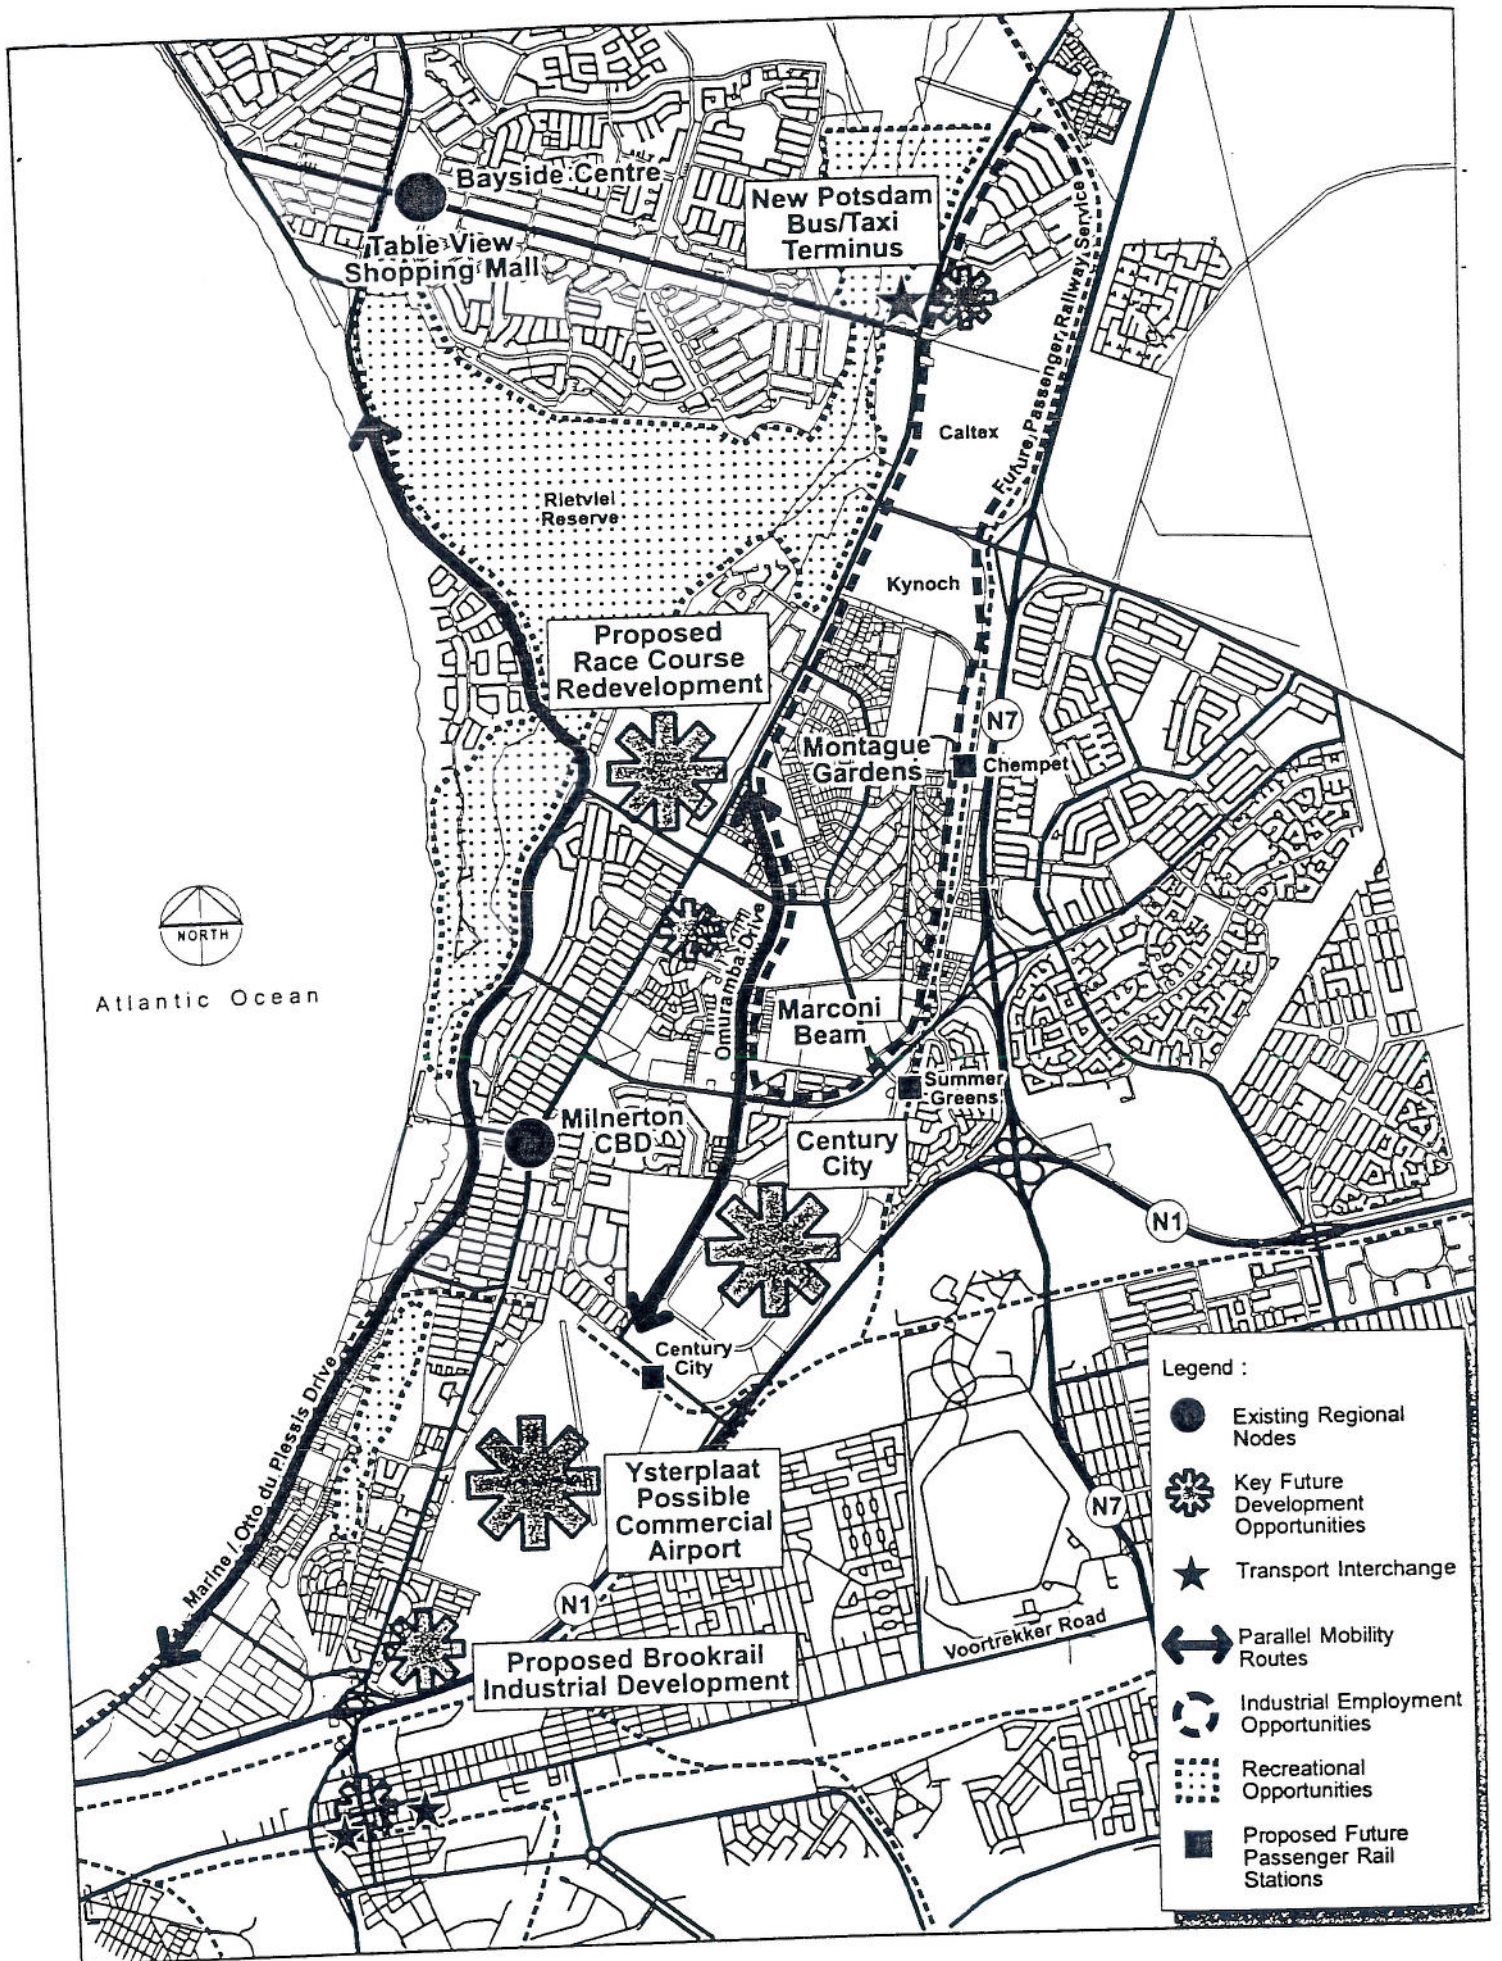 Bayside Centre
Table View
Shopping Mall
New Potsdam
Bus/Taxi
Terminus
Future Passenger Railway Service
Caltex
Rietvlei
Reserve
Kynoch
Proposed
Race Course
Redevelopment
N7
Montague
Gardens
Chempet
NORTH
Atlantic Ocean
Omuramba Drive
Marconi
Beam
Summer
Greens
Milnerton
CBD
Century
City
N1
Century
City
Marine / Otto du Plessis Drive
Ysterplaat
Possible
Commercial
Airport
N7
N1
Voortrekker Road
Proposed Brookrail
Industrial Development
Legend :
Existing Regional
Nodes
Key Future
Development
Opportunities
Transport Interchange
Parallel Mobility
Routes
Industrial Employment
Opportunities
Recreational
Opportunities
Proposed Future
Passenger Rail
Stations